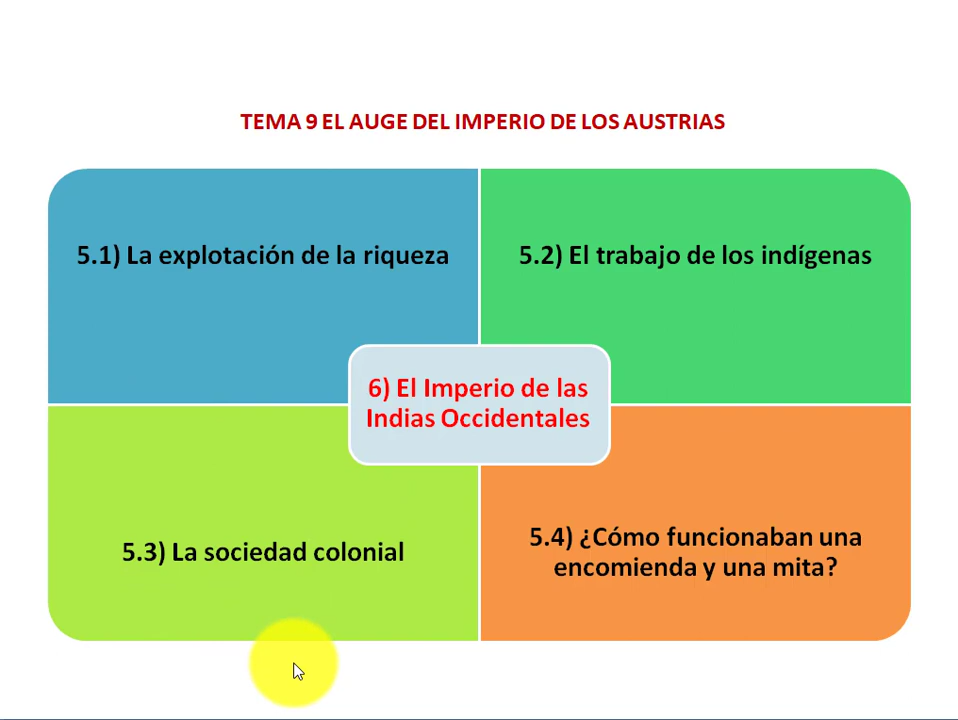 TEMA 9 EL AUGE DEL IMPERIO DE LOS AUSTRIAS
5.1) La explotación de la riqueza
5.2) El trabajo de los indígenas
6) El Imperio de las
Indias Occidentales
5.3) La sociedad colonial
5.4) ¿Cómo funcionaban una
encomienda y una mita?